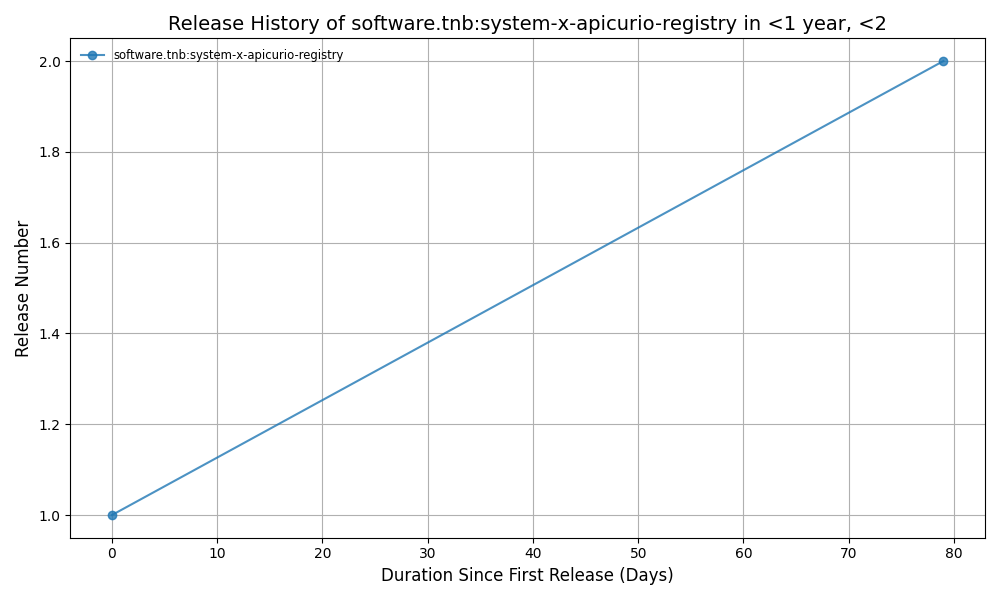 Release History of software.tnb:system-x-apicurio-registry in <1 year, <2
software.tnb:system-x-apicurio-registry
Release Number
2.0
1.8
1.6
1.4
1.2
1.0
0 10 20 30 40 50 60 70 80
Duration Since First Release (Days)